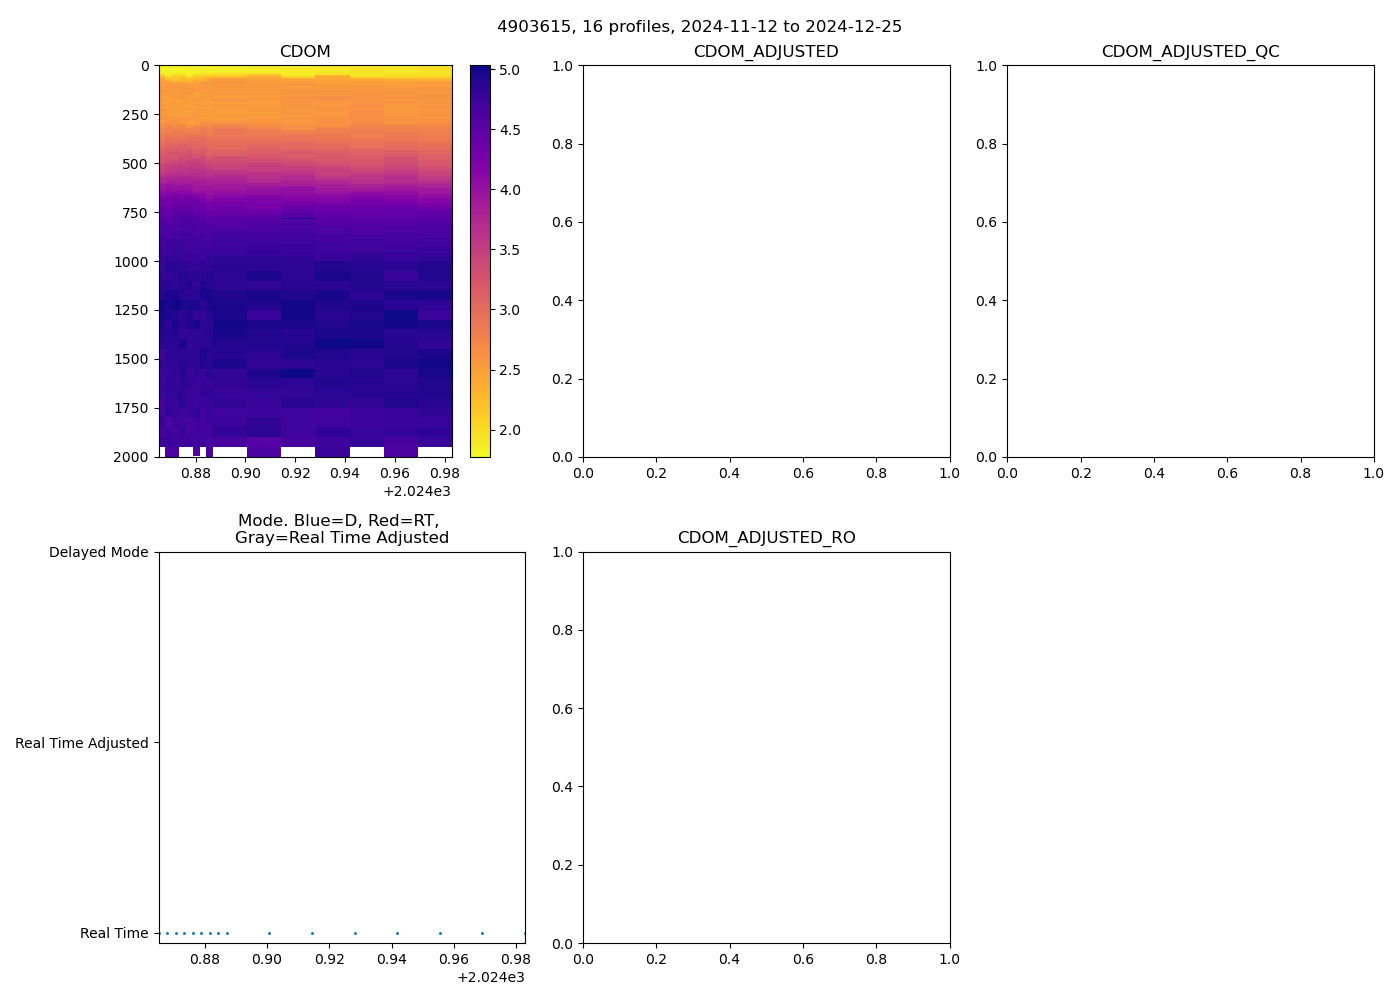 4903615, 16 profiles, 2024-11-12 to 2024-12-25
CDOM
0
250
500
750
1000
1250
1500
1750
2000
0.88 0.90 0.92 0.94 0.96 0.98
+2.024e3
5.0
4.5
4.0
3.5
3.0
2.5
2.0
CDOM_ADJUSTED
1.0
0.8
0.6
0.4
0.2
0.0
0.0 0.2 0.4 0.6 0.8 1.0
CDOM_ADJUSTED_QC
1.0
0.8
0.6
0.4
0.2
0.0
0.0 0.2 0.4 0.6 0.8 1.0
Mode. Blue=D, Red=RT,
Gray=Real Time Adjusted
Delayed Mode
Real Time Adjusted
Real Time
0.88 0.90 0.92 0.94 0.96 0.98
+2.024e3
CDOM_ADJUSTED_RO
1.0
0.8
0.6
0.4
0.2
0.0
0.0 0.2 0.4 0.6 0.8 1.0